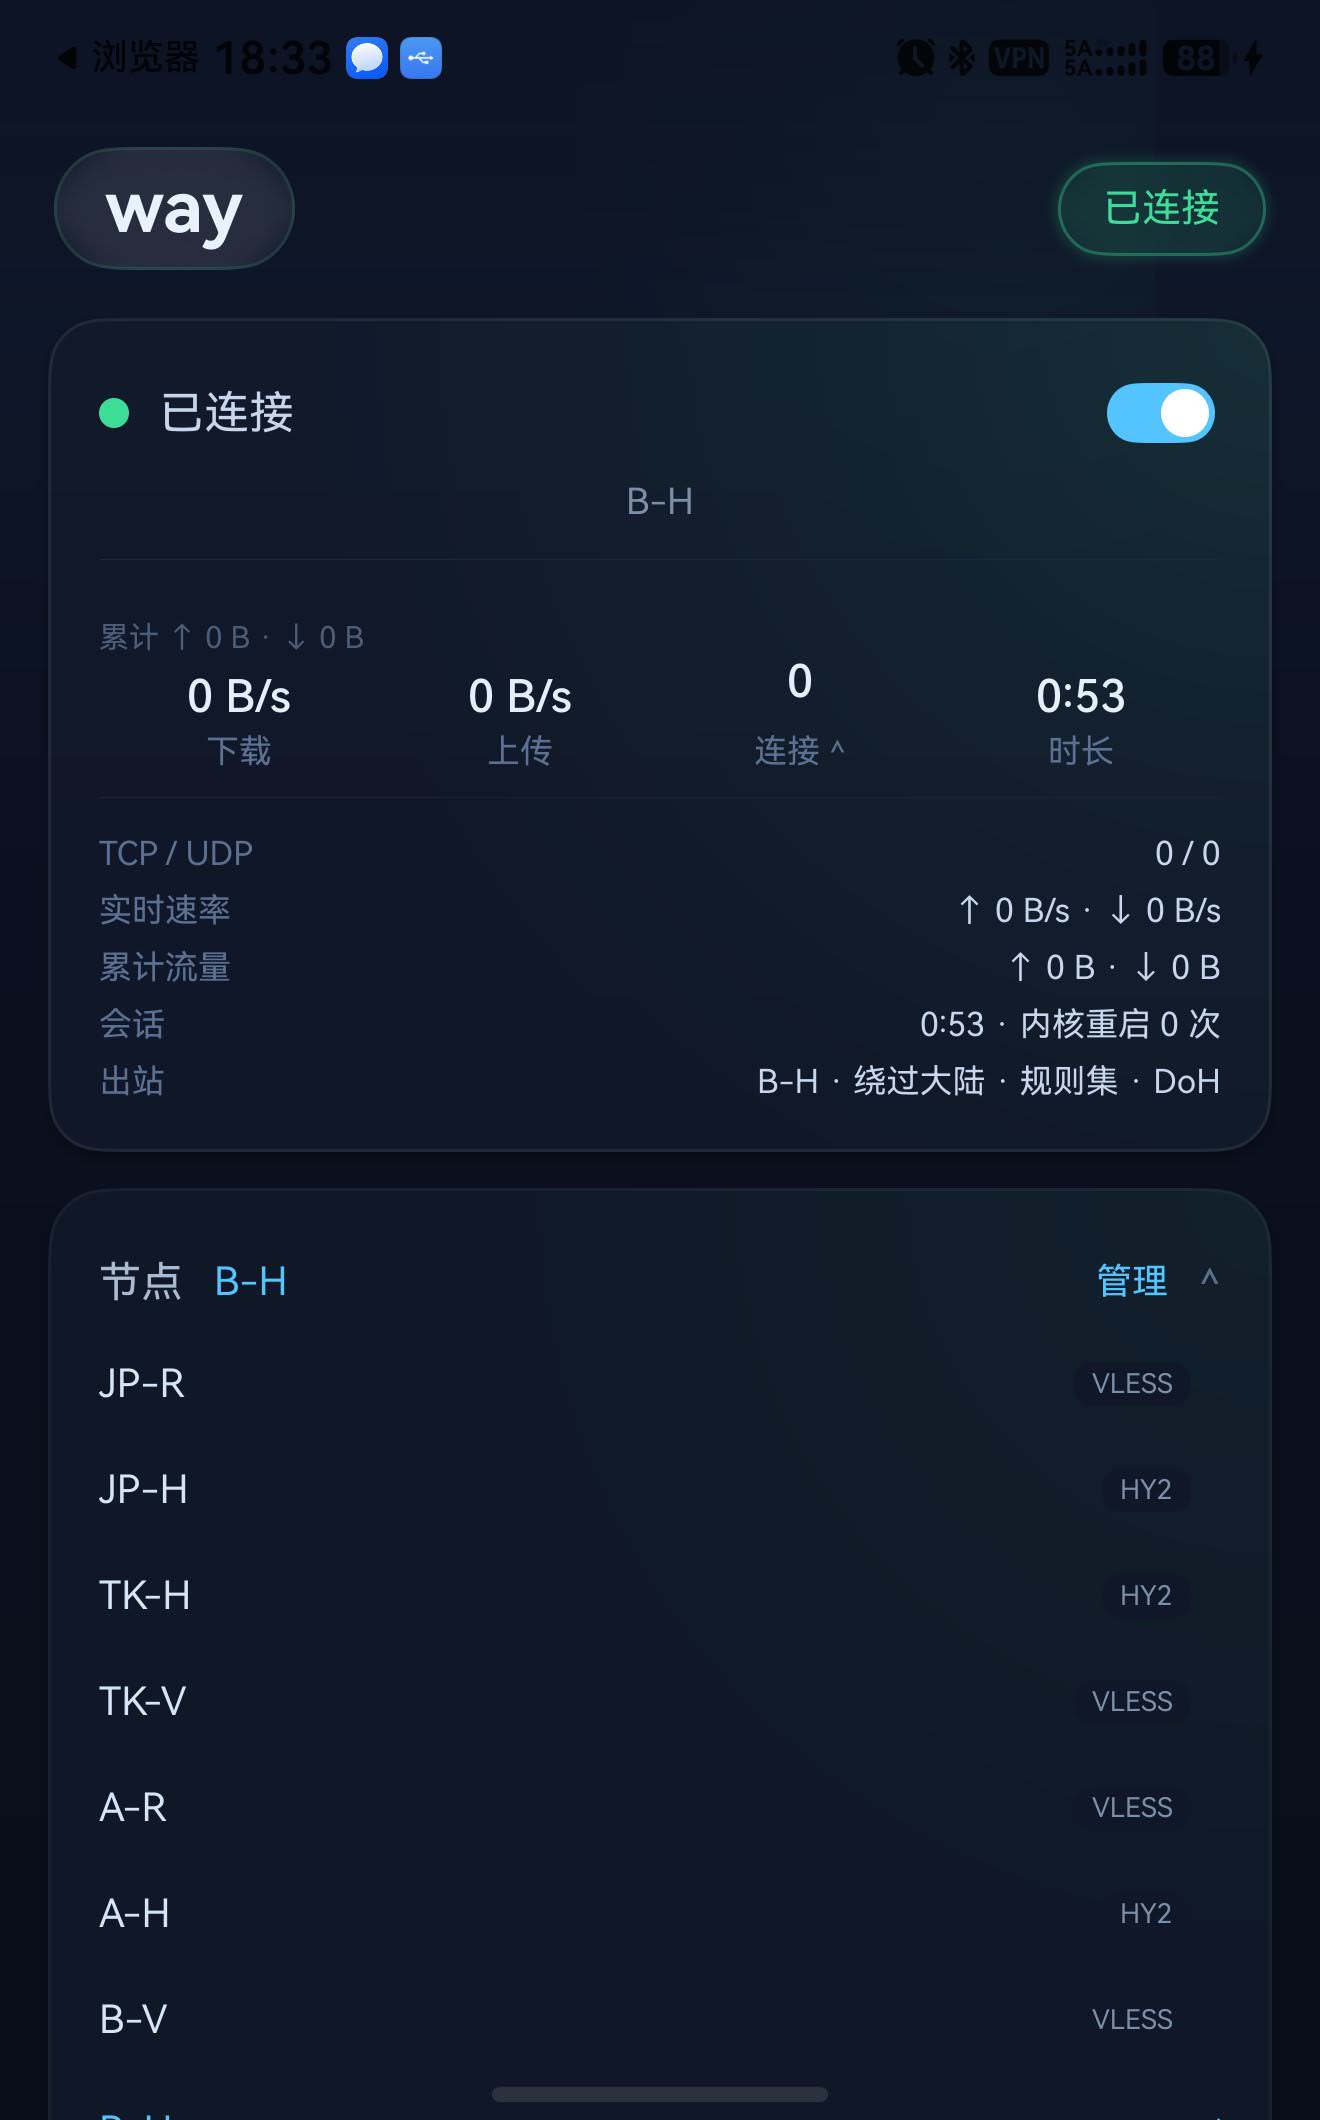 浏览器 18:33 VPN 5A 5A 88
way 已连接
已连接
B-H
累计 ↑ 0 B · ↓ 0 B
0 B/s 0 B/s 0 0:53
下载 上传 连接 ^ 时长
TCP / UDP 0 / 0
实时速率 ↑ 0 B/s · ↓ 0 B/s
累计流量 ↑ 0 B · ↓ 0 B
会话 0:53 · 内核重启 0 次
出站 B-H · 绕过大陆 · 规则集 · DoH
节点 B-H 管理 ^
JP-R VLESS
JP-H HY2
TK-H HY2
TK-V VLESS
A-R VLESS
A-H HY2
B-V VLESS